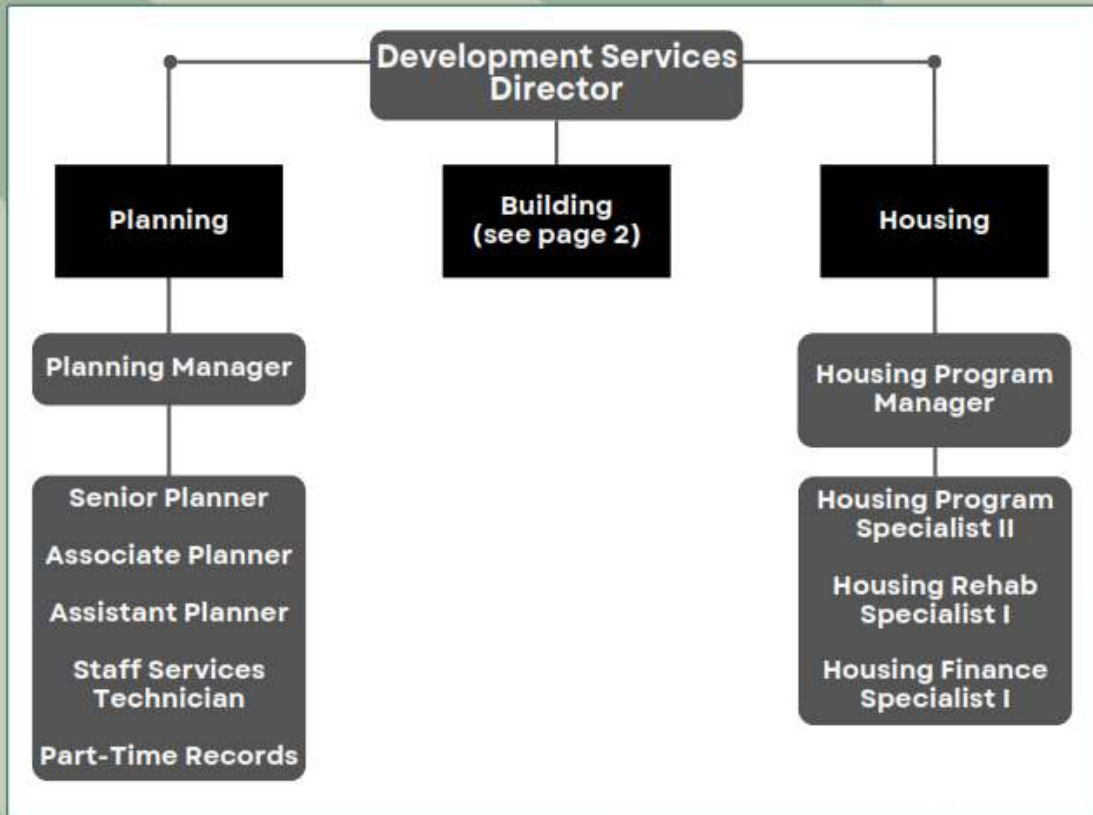 Development Services
Director
Planning
Building
(see page 2)
Housing
Planning Manager
Housing Program
Manager
Senior Planner
Associate Planner
Assistant Planner
Staff Services
Technician
Part-Time Records
Housing Program
Specialist II
Housing Rehab
Specialist I
Housing Finance
Specialist I